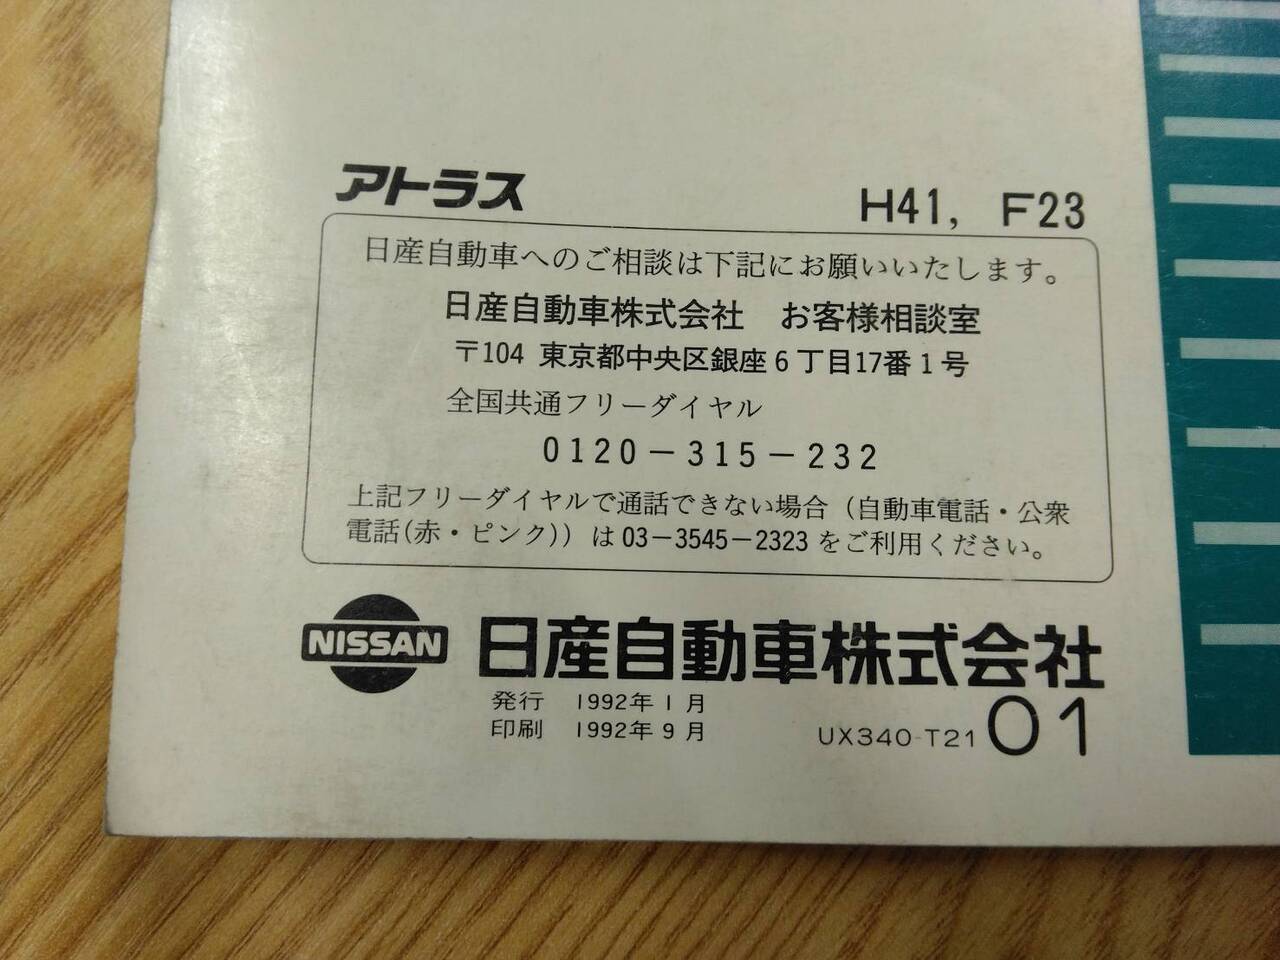 アトラス H41, F23
日産自動車へのご相談は下記にお願いいたします。
日産自動車株式会社 お客様相談室
〒104 東京都中央区銀座6丁目17番1号
全国共通フリーダイヤル
0120-315-232
上記フリーダイヤルで通話できない場合(自動車電話・公衆
電話(赤・ピンク))は03-3545-2323をご利用ください。
NISSAN 日産自動車株式会社
発行 1992年1月
印刷 1992年9月 UX340-T21 01